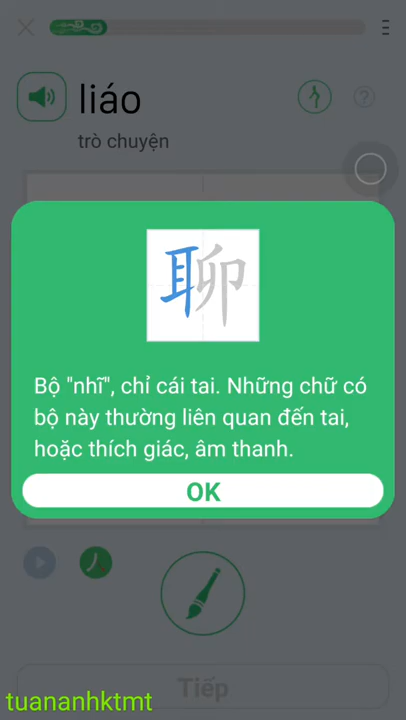 liáo
trò chuyện
聊
Bộ "nhĩ", chỉ cái tai. Những chữ có
bộ này thường liên quan đến tai,
hoặc thích giác, âm thanh.
OK
Tiếp
tuananhktmt